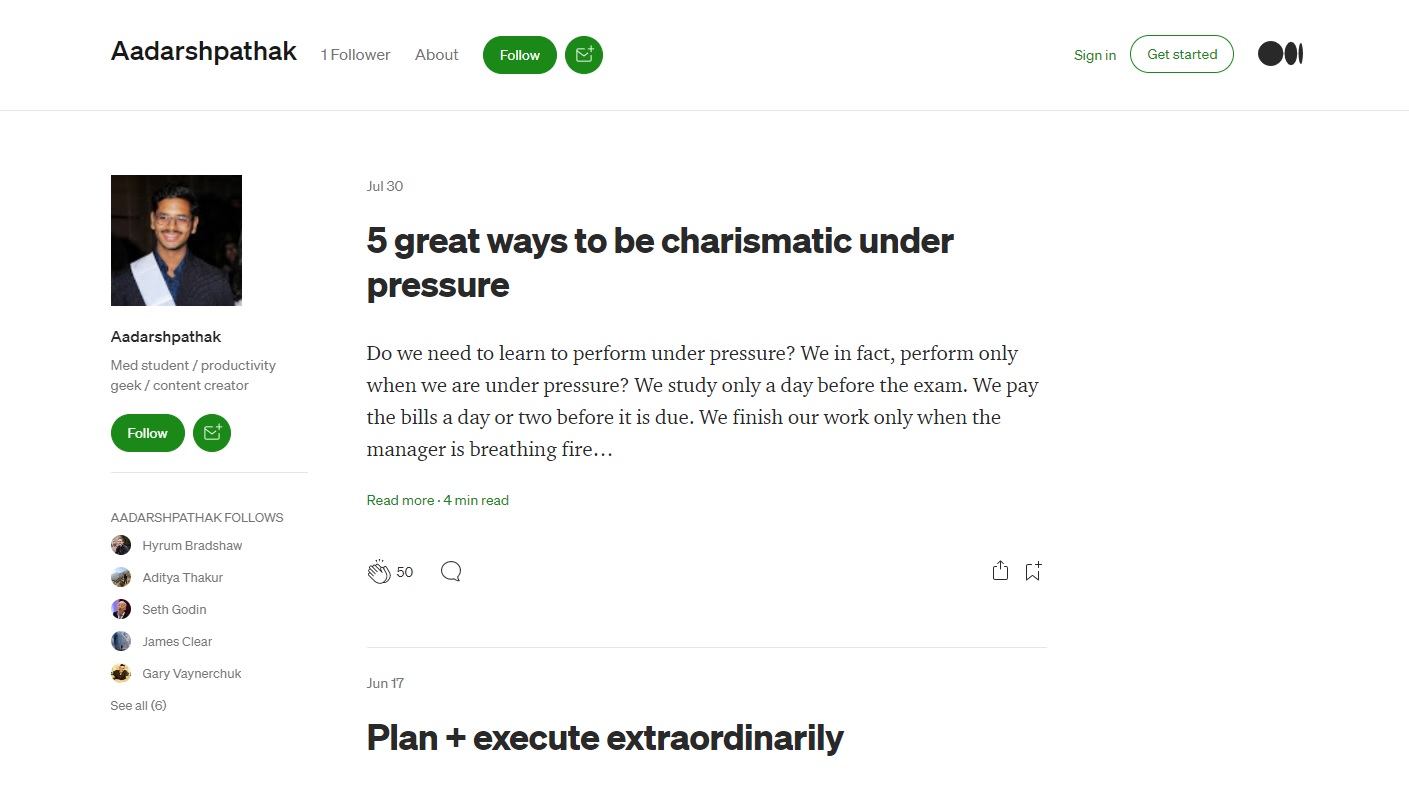 Aadarshpathak
1 Follower
About
Follow
Sign in
Get started
Aadarshpathak
Med student / productivity
geek / content creator
Follow
AADARSHPATHAK FOLLOWS
Hyrum Bradshaw
Aditya Thakur
Seth Godin
James Clear
Gary Vaynerchuk
See all (6)
Jul 30
5 great ways to be charismatic under
pressure
Do we need to learn to perform under pressure? We in fact, perform only
when we are under pressure? We study only a day before the exam. We pay
the bills a day or two before it is due. We finish our work only when the
manager is breathing fire…
Read more · 4 min read
50
Jun 17
Plan + execute extraordinarily